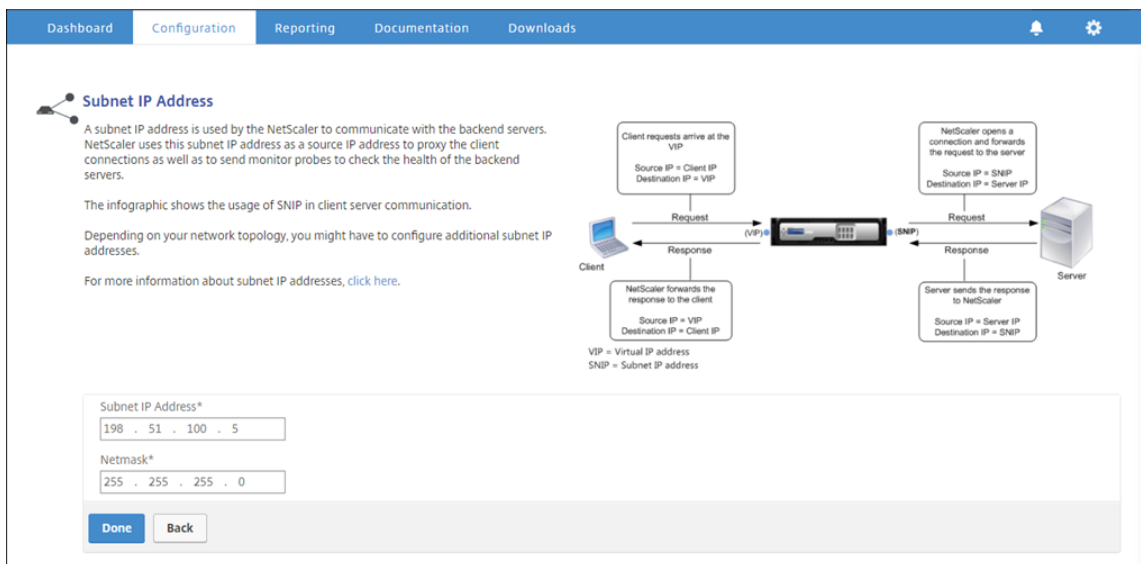 Dashboard Configuration Reporting Documentation Downloads
Subnet IP Address
A subnet IP address is used by the NetScaler to communicate with the backend servers.
NetScaler uses this subnet IP address as a source IP address to proxy the client
connections as well as to send monitor probes to check the health of the backend
servers.
The infographic shows the usage of SNIP in client server communication.
Depending on your network topology, you might have to configure additional subnet IP
addresses.
For more information about subnet IP addresses, click here.
Client requests arrive at the
VIP
Source IP = Client IP
Destination IP = VIP
NetScaler opens a
connection and forwards
the request to the server
Source IP = SNIP
Destination IP = Server IP
Request
Request
(VIP)
(SNIP)
Response
Response
Client
Server
NetScaler forwards the
response to the client
Source IP = VIP
Destination IP = Client IP
Server sends the response
to NetScaler
Source IP = Server IP
Destination IP = SNIP
VIP = Virtual IP address
SNIP = Subnet IP address
Subnet IP Address*
198 . 51 . 100 . 5
Netmask*
255 . 255 . 255 . 0
Done Back